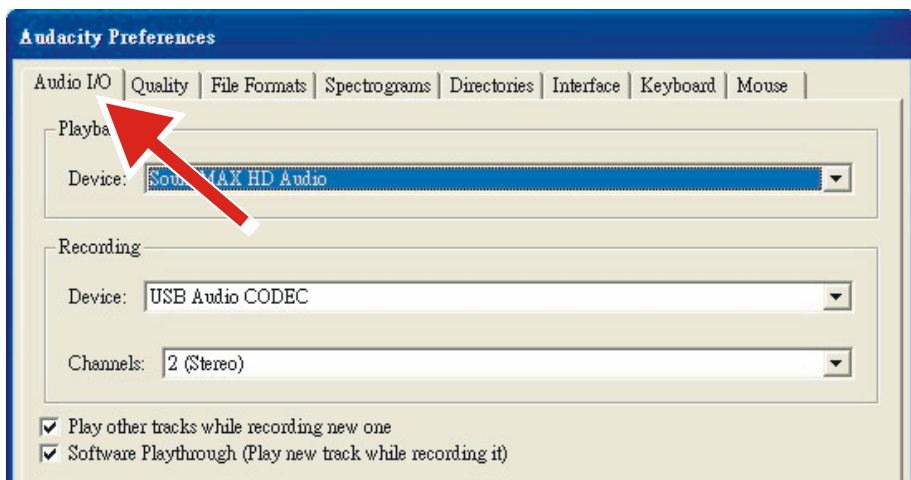 Audacity Preferences
Audio I/O Quality File Formats Spectrograms Directories Interface Keyboard Mouse
Device: HD Audio
Recording
Device: USB Audio CODEC
Channels: 2 (Stereo)
Play other tracks while recording new one
Software Playthrough (Play new track while recording it)